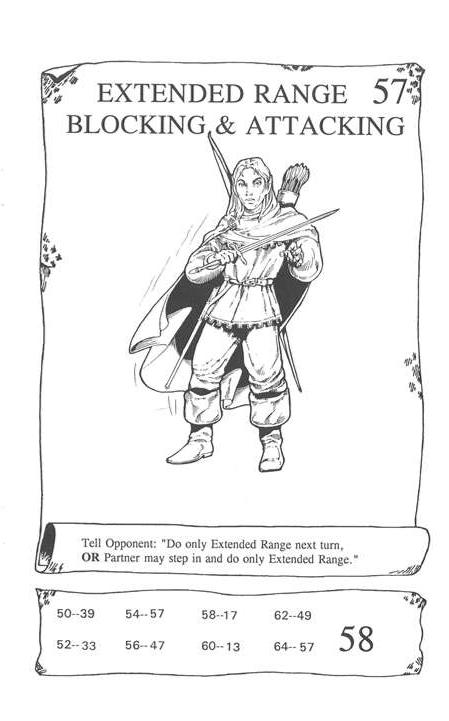 EXTENDED RANGE 57
BLOCKING & ATTACKING
Tell Opponent: "Do only Extended Range next turn,
OR Partner may step in and do only Extended Range."
50--39 54--57 58--17 62--49
52--33 56--47 60--13 64--57
58